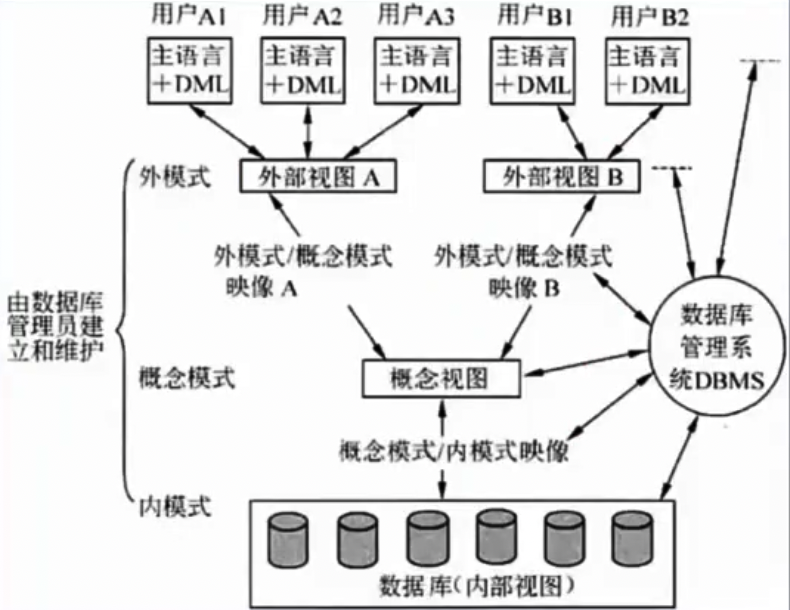 用户A1 用户A2 用户A3 用户B1 用户B2
主语言 主语言 主语言 主语言 主语言
+DML +DML +DML +DML +DML
外模式 外部视图 A 外部视图 B
外模式/概念模式 外模式/概念模式
映像 A 映像 B
由数据库
管理员建
立和维护
数据库
管理系
统DBMS
概念模式 概念视图
概念模式/内模式映像
内模式
数据库(内部视图)